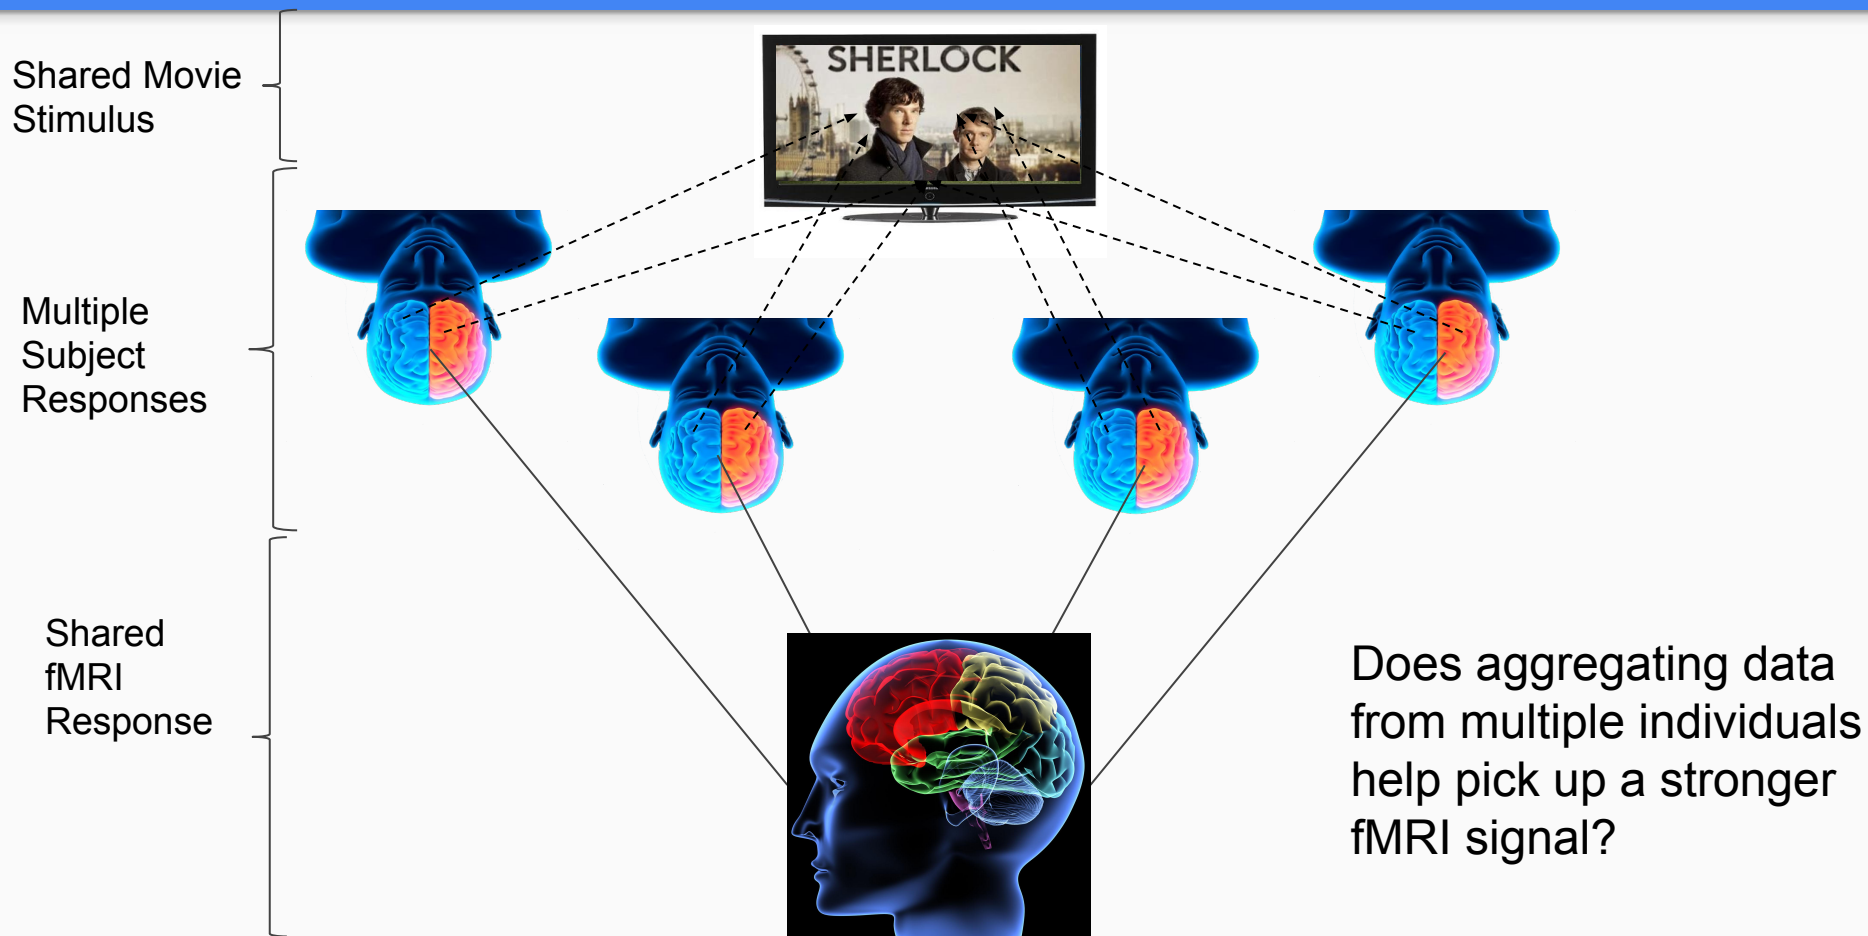 Shared Movie
Stimulus
SHERLOCK
Multiple
Subject
Responses
Shared
fMRI
Response
Does aggregating data
from multiple individuals
help pick up a stronger
fMRI signal?